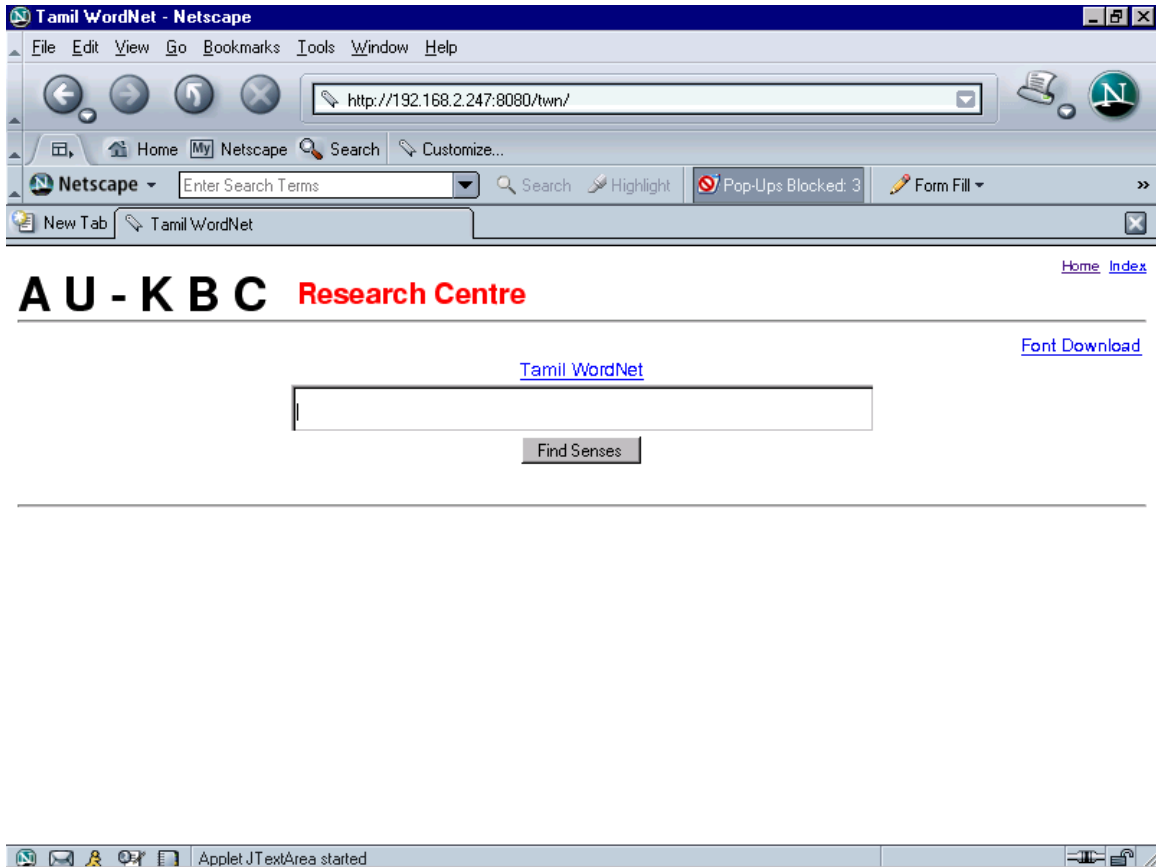 Tamil WordNet - Netscape
File Edit View Go Bookmarks Tools Window Help
http://192.168.2.247:8080/twn/
Home My Netscape Search Customize...
Netscape Enter Search Terms Search Highlight Pop-Ups Blocked: 3 Form Fill »
New Tab Tamil WordNet
Home Index
A U - K B C Research Centre
Font Download
Tamil WordNet
Find Senses
Applet JTextArea started